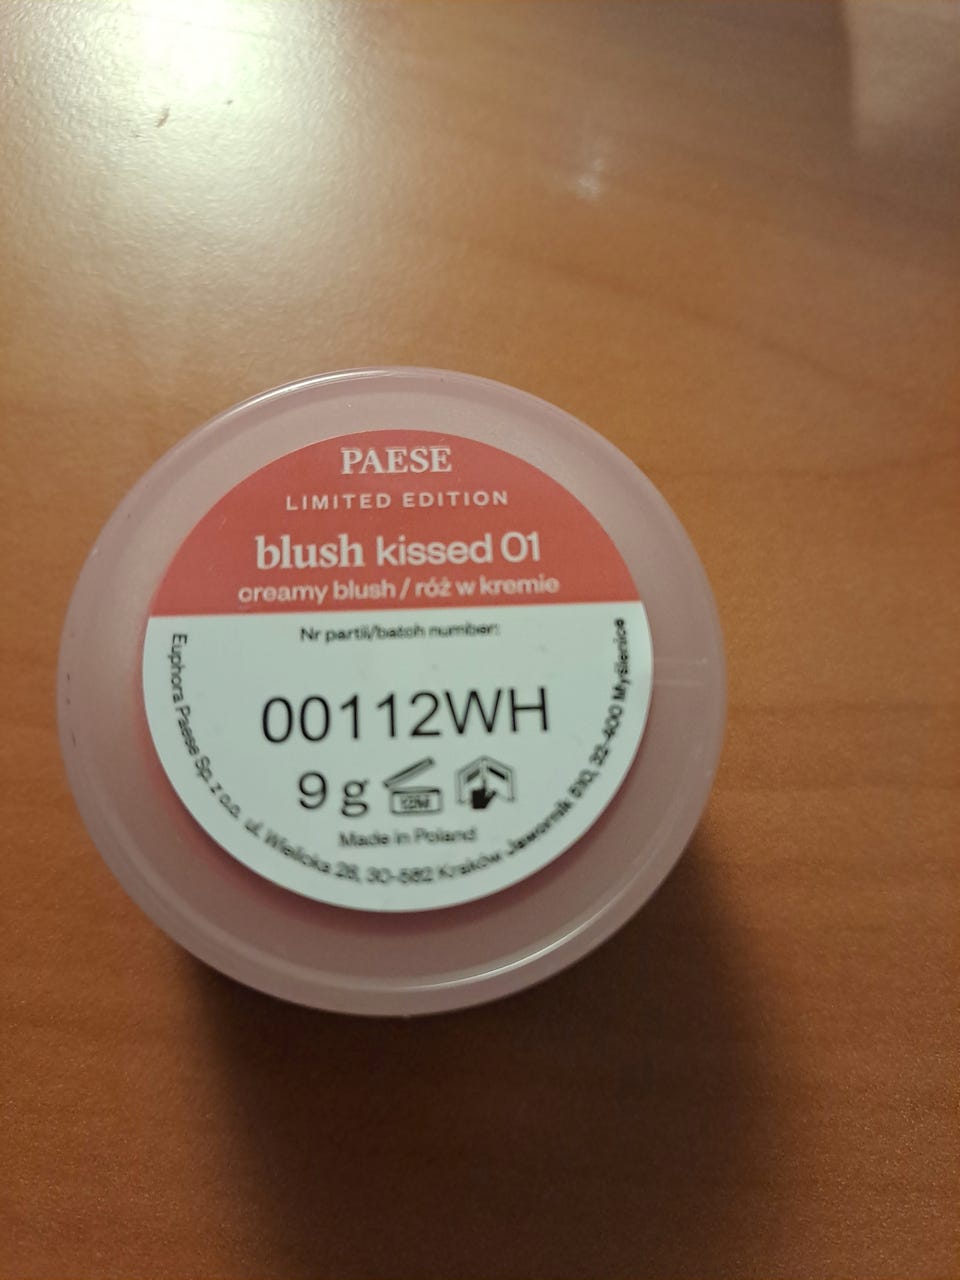 PAESE
LIMITED EDITION
blush kissed 01
creamy blush / róż w kremie
Nr partii/batch number:
00112WH
9 g 12M
Made in Poland
Euphora Paese Sp. z o.o. ul. Wielicka 28, 30-552 Kraków Jawornik 510, 32-400 Myślenice